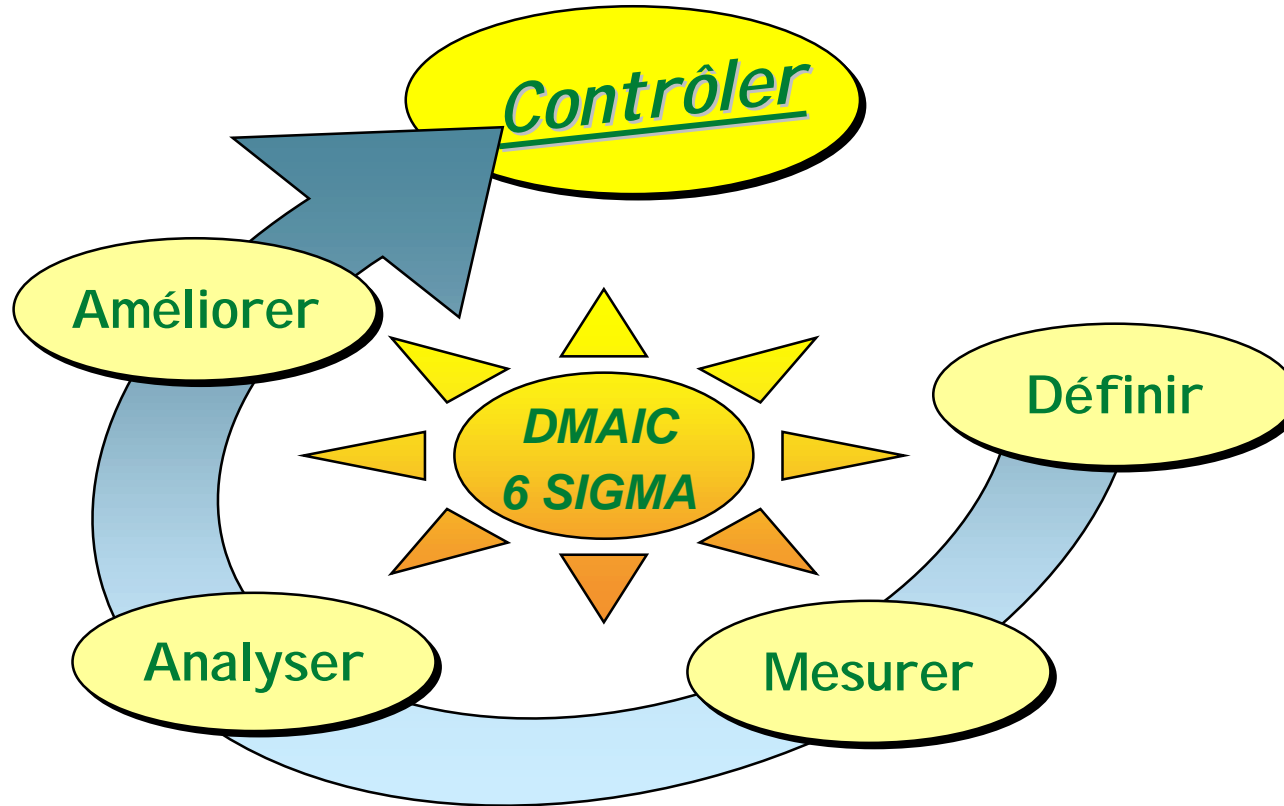 Contrôler
Améliorer
Définir
DMAIC
6 SIGMA
Analyser
Mesurer